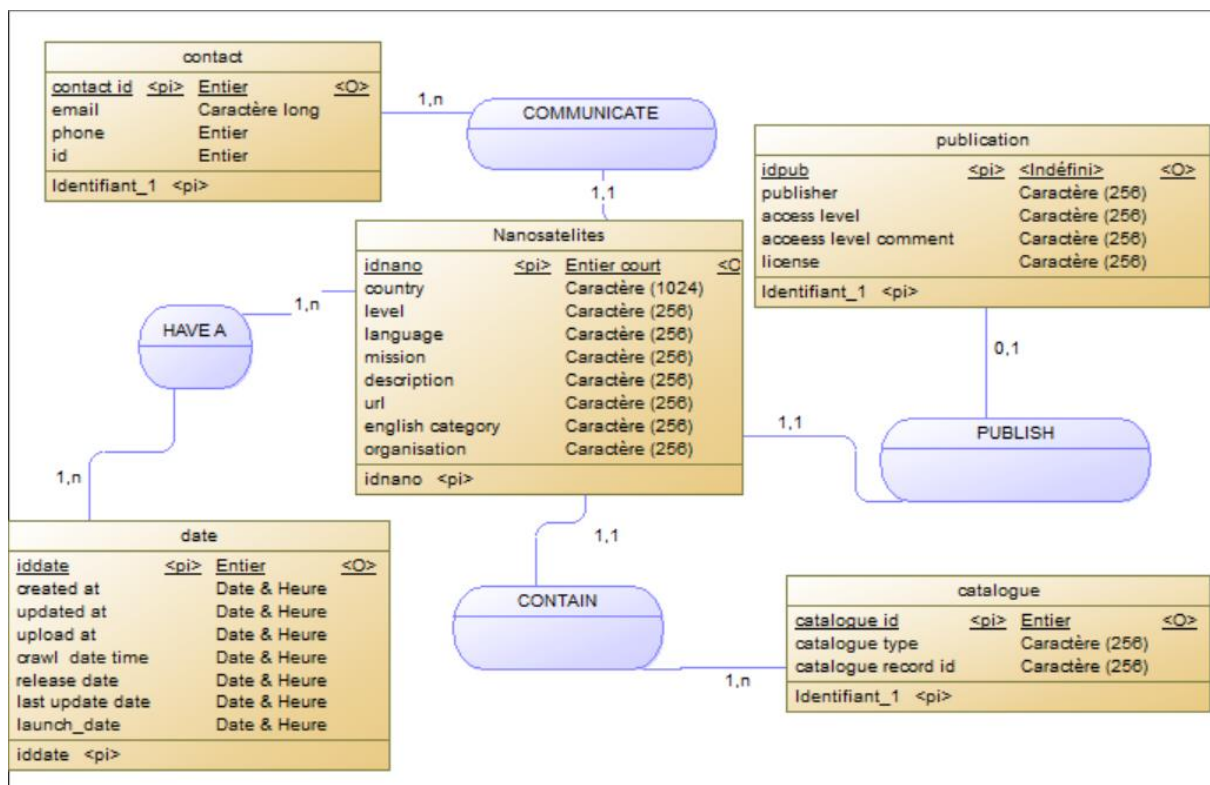 contact
contact id <pi> Entier <O>
email Caractère long
phone Entier
id Entier
Identifiant_1 <pi>
1,n
COMMUNICATE
1,1
publication
idpub <pi> <Indéfini> <O>
publisher Caractère (256)
access level Caractère (256)
acceess level comment Caractère (256)
license Caractère (256)
Identifiant_1 <pi>
Nanosatelites
idnano <pi> Entier court <O
country Caractère (1024)
level Caractère (256)
language Caractère (256)
mission Caractère (256)
description Caractère (256)
url Caractère (256)
english category Caractère (256)
organisation Caractère (256)
idnano <pi>
1,n
HAVE A
1,n
0,1
1,1
PUBLISH
1,1
date
iddate <pi> Entier <O>
created at Date & Heure
updated at Date & Heure
upload at Date & Heure
crawl date time Date & Heure
release date Date & Heure
last update date Date & Heure
launch_date Date & Heure
iddate <pi>
CONTAIN
1,n
catalogue
catalogue id <pi> Entier <O>
catalogue type Caractère (256)
catalogue record id Caractère (256)
Identifiant_1 <pi>